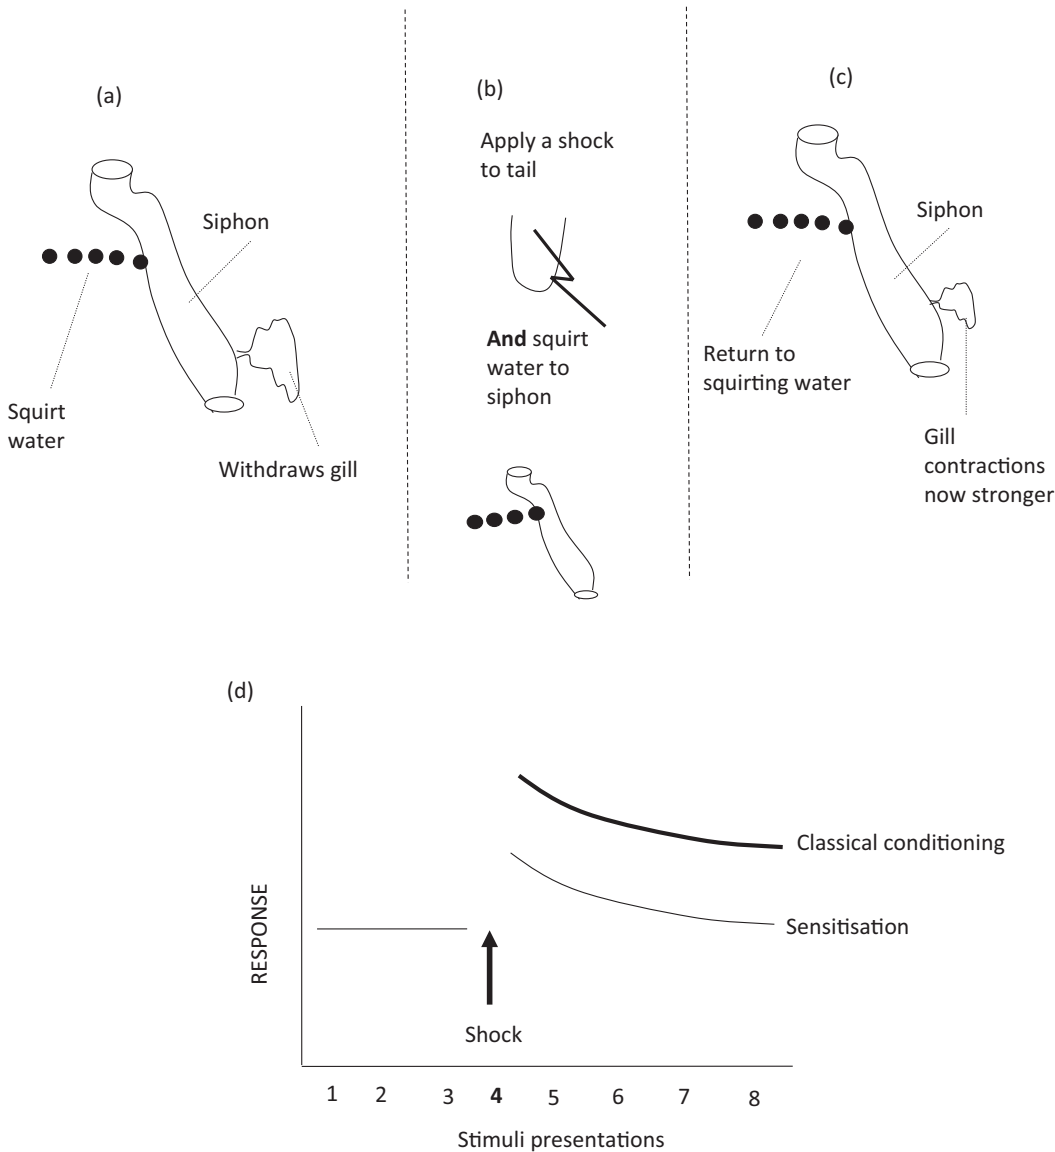 (a)
Siphon
Squirt
water
Withdraws gill
(b)
Apply a shock
to tail
And squirt
water to
siphon
(c)
Siphon
Return to
squirting water
Gill
contractions
now stronger
(d)
RESPONSE
Classical conditioning
Sensitisation
Shock
1 2 3 4 5 6 7 8
Stimuli presentations